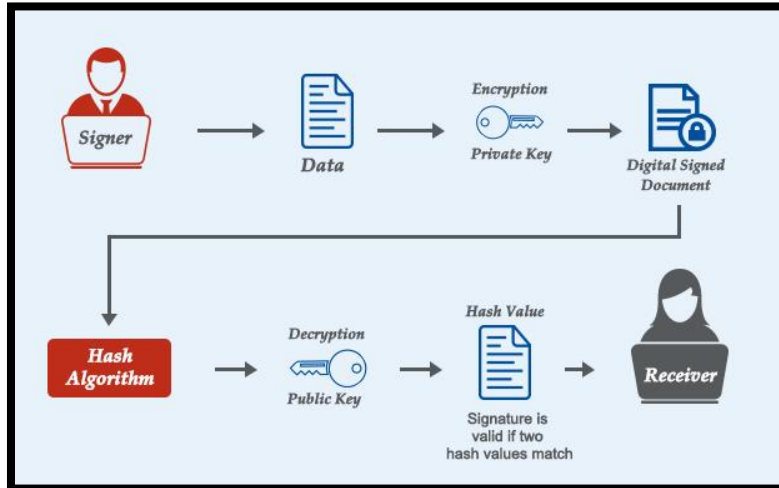 Signer
Data
Encryption
Private Key
Digital Signed
Document
Hash
Algorithm
Decryption
Public Key
Hash Value
Signature is
valid if two
hash values match
Receiver